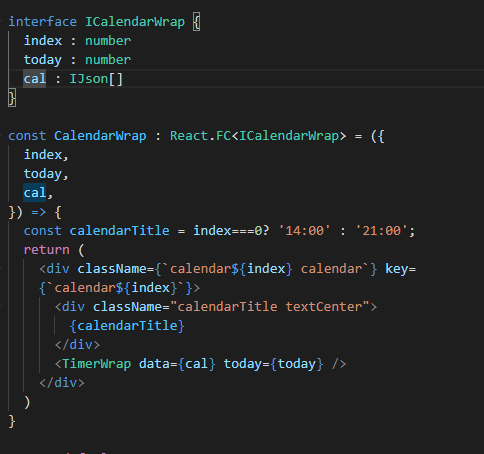 interface ICalendarWrap {
  index : number
  today : number
  cal : IJson[]
}
const CalendarWrap : React.FC<ICalendarWrap> = ({
  index,
  today,
  cal,
}) => {
  const calendarTitle = index===0? '14:00' : '21:00';
  return (
    <div className={`calendar${index} calendar`} key=
    {`calendar${index}`}>
      <div className="calendarTitle textCenter">
        {calendarTitle}
      </div>
      <TimerWrap data={cal} today={today} />
    </div>
  )
}